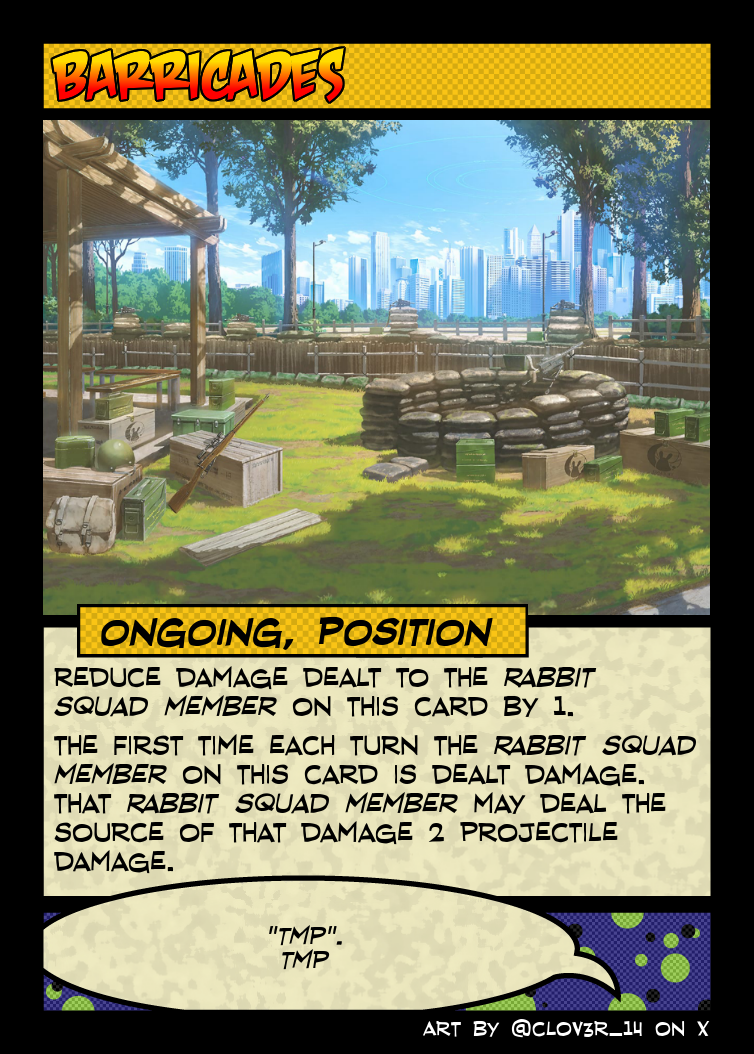 BARRICADES
ONGOING, POSITION
REDUCE DAMAGE DEALT TO THE RABBIT
SQUAD MEMBER ON THIS CARD BY 1.
THE FIRST TIME EACH TURN THE RABBIT SQUAD
MEMBER ON THIS CARD IS DEALT DAMAGE.
THAT RABBIT SQUAD MEMBER MAY DEAL THE
SOURCE OF THAT DAMAGE 2 PROJECTILE
DAMAGE.
"TMP".
TMP
ART BY @CLOV3R_14 ON X